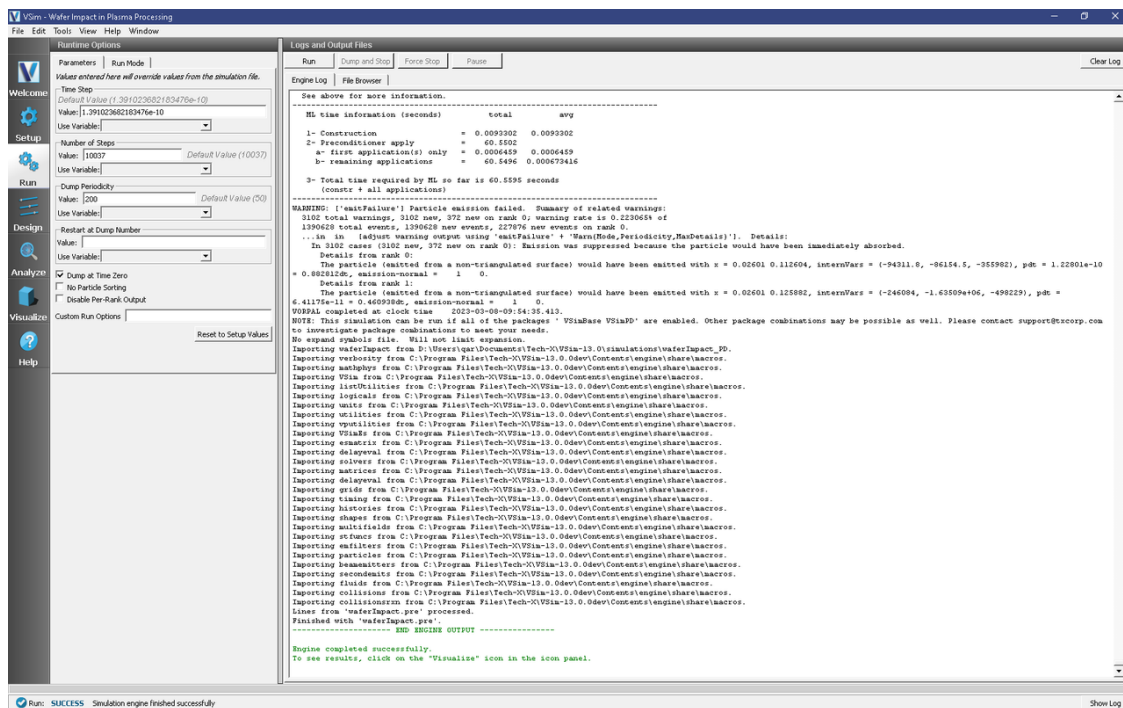 VSim - Wafer Impact in Plasma Processing
File Edit Tools View Help Window
Welcome
Setup
Run
Design
Analyze
Visualize
Help
Runtime Options
Parameters Run Mode
Values entered here will override values from the simulation file.
Time Step
Default Value (1.391023682183476e-10)
Value: 1.391023682183476e-10
Use Variable:
Number of Steps
Value: 10037 Default Value (10037)
Use Variable:
Dump Periodicity
Value: 200 Default Value (50)
Use Variable:
Restart at Dump Number
Value:
Use Variable:
Dump at Time Zero
No Particle Sorting
Disable Per-Rank Output
Custom Run Options
Reset to Setup Values
Logs and Output Files
Run Dump and Stop Force Stop Pause Clear Log
Engine Log File Browser
See above for more information.
-----------------------------------------------------------------------
ML time information (seconds) total avg
1- Construction = 0.0093302 0.0093302
2- Preconditioner apply = 60.5502
a- first application(s) only = 0.0006459 0.0006459
b- remaining applications = 60.5496 0.000673416
3- Total time required by ML so far is 60.5595 seconds
(constr + all applications)
-----------------------------------------------------------------------
WARNING: ['emitFailure'] Particle emission failed. Summary of related warnings:
3102 total warnings, 3102 new, 372 new on rank 0; warning rate is 0.223065% of
1390628 total events, 1390628 new events, 227876 new events on rank 0.
...in in [adjust warning output using 'emitFailure' + 'Warn{Mode,Periodicity,MaxDetails}']. Details:
In 3102 cases (3102 new, 372 new on rank 0): Emission was suppressed because the particle would have been immediately absorbed.
Details from rank 0:
The particle (emitted from a non-triangulated surface) would have been emitted with x = 0.02601 0.112604, internVars = (-94311.8, -86154.5, -355982), pdt = 1.22801e-10
= 0.882812dt, emission-normal = 1 0.
Details from rank 1:
The particle (emitted from a non-triangulated surface) would have been emitted with x = 0.02601 0.125882, internVars = (-246084, -1.63509e+06, -498229), pdt =
6.41175e-11 = 0.460938dt, emission-normal = 1 0.
VORPAL completed at clock time 2023-03-08-09:54:35.413.
NOTE: This simulation can be run if all of the packages ' VSimBase VSimPD' are enabled. Other package combinations may be possible as well. Please contact support@txcorp.com
to investigate package combinations to meet your needs.
No expand symbols file. Will not limit expansion.
Importing waferImpact from D:\Users\qar\Documents\Tech-X\VSim-13.0\simulations\waferImpact_PD.
Importing verbosity from C:\Program Files\Tech-X\VSim-13.0.0dev\Contents\engine\share\macros.
Importing mathphys from C:\Program Files\Tech-X\VSim-13.0.0dev\Contents\engine\share\macros.
Importing VSim from C:\Program Files\Tech-X\VSim-13.0.0dev\Contents\engine\share\macros.
Importing listUtilities from C:\Program Files\Tech-X\VSim-13.0.0dev\Contents\engine\share\macros.
Importing logicals from C:\Program Files\Tech-X\VSim-13.0.0dev\Contents\engine\share\macros.
Importing units from C:\Program Files\Tech-X\VSim-13.0.0dev\Contents\engine\share\macros.
Importing utilities from C:\Program Files\Tech-X\VSim-13.0.0dev\Contents\engine\share\macros.
Importing vputilities from C:\Program Files\Tech-X\VSim-13.0.0dev\Contents\engine\share\macros.
Importing VSimEs from C:\Program Files\Tech-X\VSim-13.0.0dev\Contents\engine\share\macros.
Importing esmatrix from C:\Program Files\Tech-X\VSim-13.0.0dev\Contents\engine\share\macros.
Importing delayeval from C:\Program Files\Tech-X\VSim-13.0.0dev\Contents\engine\share\macros.
Importing solvers from C:\Program Files\Tech-X\VSim-13.0.0dev\Contents\engine\share\macros.
Importing matrices from C:\Program Files\Tech-X\VSim-13.0.0dev\Contents\engine\share\macros.
Importing delayeval from C:\Program Files\Tech-X\VSim-13.0.0dev\Contents\engine\share\macros.
Importing grids from C:\Program Files\Tech-X\VSim-13.0.0dev\Contents\engine\share\macros.
Importing timing from C:\Program Files\Tech-X\VSim-13.0.0dev\Contents\engine\share\macros.
Importing histories from C:\Program Files\Tech-X\VSim-13.0.0dev\Contents\engine\share\macros.
Importing shapes from C:\Program Files\Tech-X\VSim-13.0.0dev\Contents\engine\share\macros.
Importing multifields from C:\Program Files\Tech-X\VSim-13.0.0dev\Contents\engine\share\macros.
Importing stfuncs from C:\Program Files\Tech-X\VSim-13.0.0dev\Contents\engine\share\macros.
Importing emfilters from C:\Program Files\Tech-X\VSim-13.0.0dev\Contents\engine\share\macros.
Importing particles from C:\Program Files\Tech-X\VSim-13.0.0dev\Contents\engine\share\macros.
Importing beamemitters from C:\Program Files\Tech-X\VSim-13.0.0dev\Contents\engine\share\macros.
Importing secondemits from C:\Program Files\Tech-X\VSim-13.0.0dev\Contents\engine\share\macros.
Importing fluids from C:\Program Files\Tech-X\VSim-13.0.0dev\Contents\engine\share\macros.
Importing collisions from C:\Program Files\Tech-X\VSim-13.0.0dev\Contents\engine\share\macros.
Importing collisionsrxn from C:\Program Files\Tech-X\VSim-13.0.0dev\Contents\engine\share\macros.
Lines from 'waferImpact.pre' processed.
Finished with 'waferImpact.pre'.
-------------------- END ENGINE OUTPUT ----------------
Engine completed successfully.
To see results, click on the "Visualize" icon in the icon panel.
Run: SUCCESS Simulation engine finished successfully Show Log